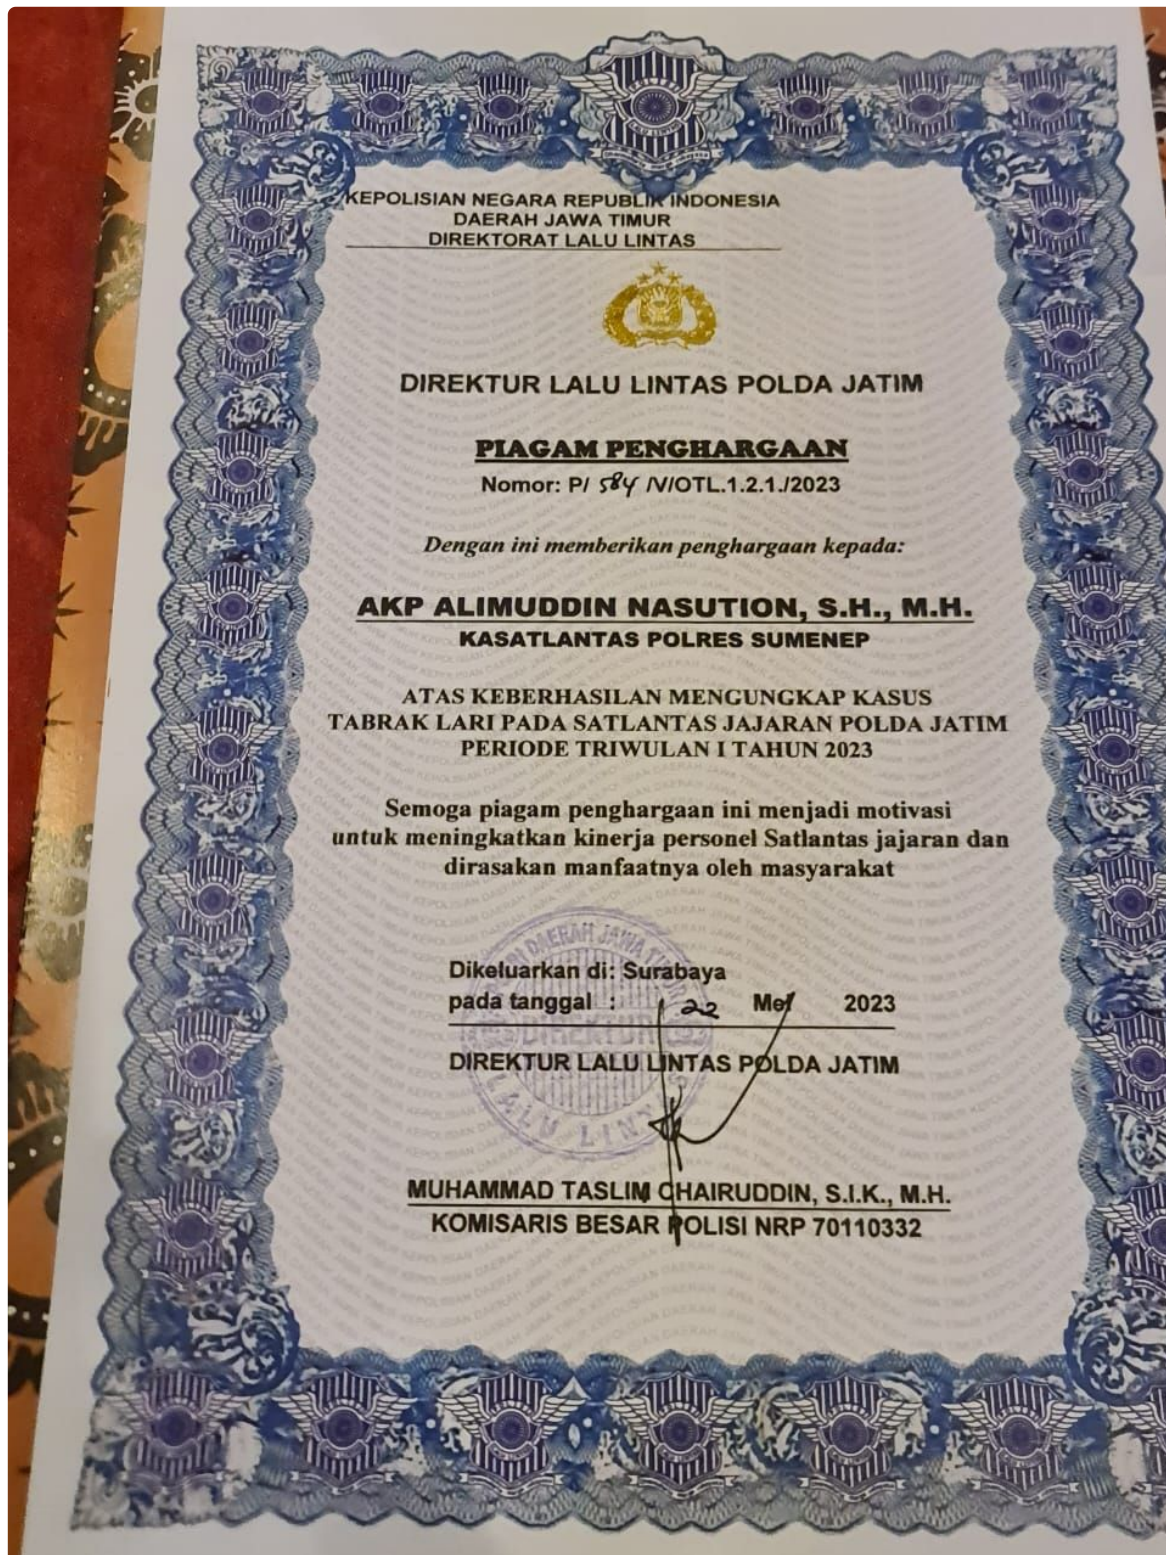 KEPOLISIAN NEGARA REPUBLIK INDONESIA
DAERAH JAWA TIMUR
DIREKTORAT LALU LINTAS
DIREKTUR LALU LINTAS POLDA JATIM
PIAGAM PENGHARGAAN
Nomor: P/ 584 /V/OTL.1.2.1./2023
Dengan ini memberikan penghargaan kepada:
AKP ALIMUDDIN NASUTION, S.H., M.H.
KASATLANTAS POLRES SUMENEP
ATAS KEBERHASILAN MENGUNGKAP KASUS
TABRAK LARI PADA SATLANTAS JAJARAN POLDA JATIM
PERIODE TRIWULAN I TAHUN 2023
Semoga piagam penghargaan ini menjadi motivasi
untuk meningkatkan kinerja personel Satlantas jajaran dan
dirasakan manfaatnya oleh masyarakat
Dikeluarkan di: Surabaya
pada tanggal : 22 Mei 2023
DIREKTUR LALU LINTAS POLDA JATIM
MUHAMMAD TASLIM CHAIRUDDIN, S.I.K., M.H.
KOMISARIS BESAR POLISI NRP 70110332